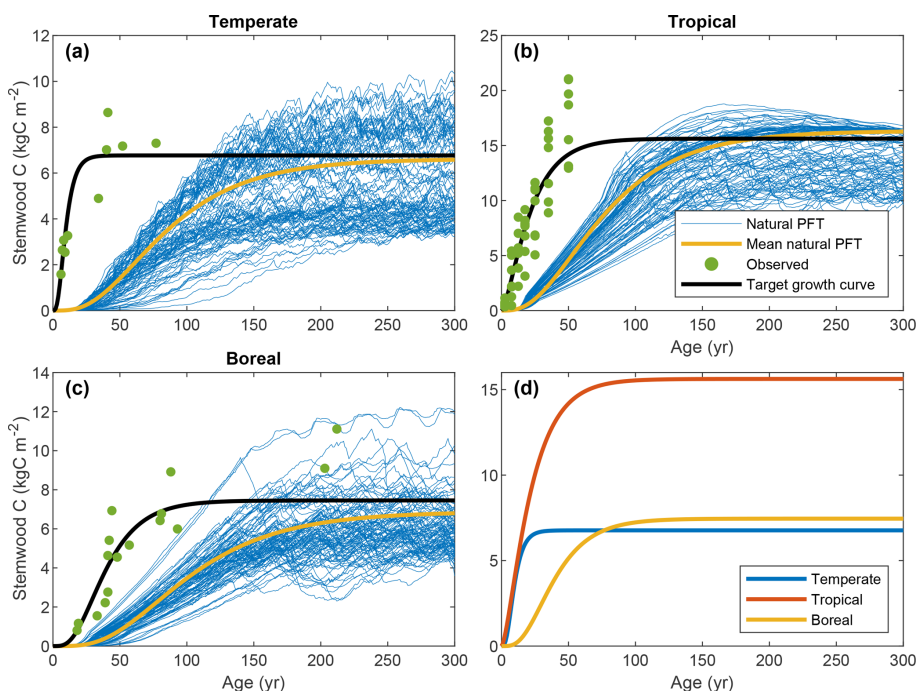 Temperate
(a)
12
10
8
6
4
2
0
0 50 100 150 200 250 300
Stemwood C (kgC m⁻²)
Tropical
(b)
25
20
15
10
5
0
0 50 100 150 200 250 300
Age (yr)
Natural PFT
Mean natural PFT
Observed
Target growth curve
Boreal
(c)
14
12
10
8
6
4
2
0
0 50 100 150 200 250 300
Stemwood C (kgC m⁻²)
Age (yr)
(d)
15
10
5
0
0 50 100 150 200 250 300
Age (yr)
Temperate
Tropical
Boreal